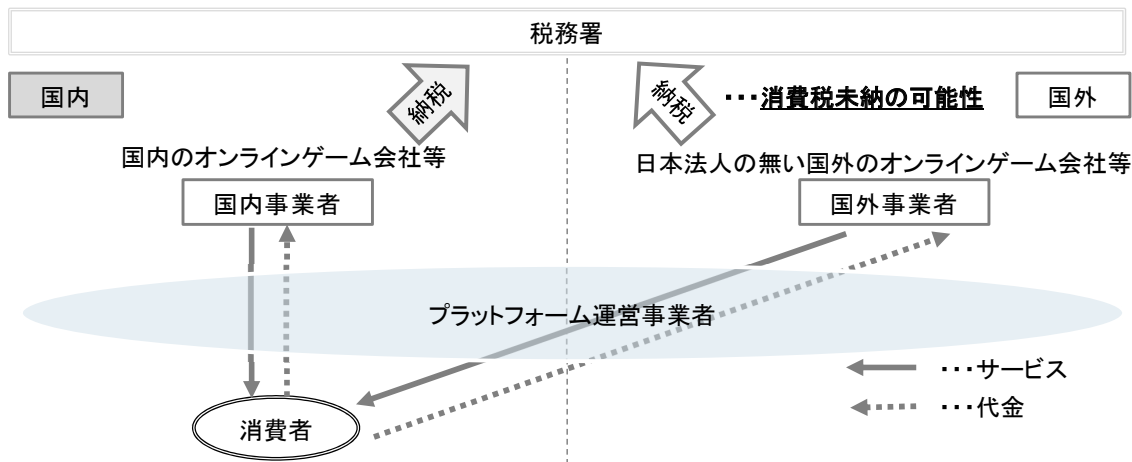 税務署
国内
納税
納税
・・・消費税未納の可能性
国外
国内のオンラインゲーム会社等
日本法人の無い国外のオンラインゲーム会社等
国内事業者
国外事業者
プラットフォーム運営事業者
・・・サービス
・・・代金
消費者